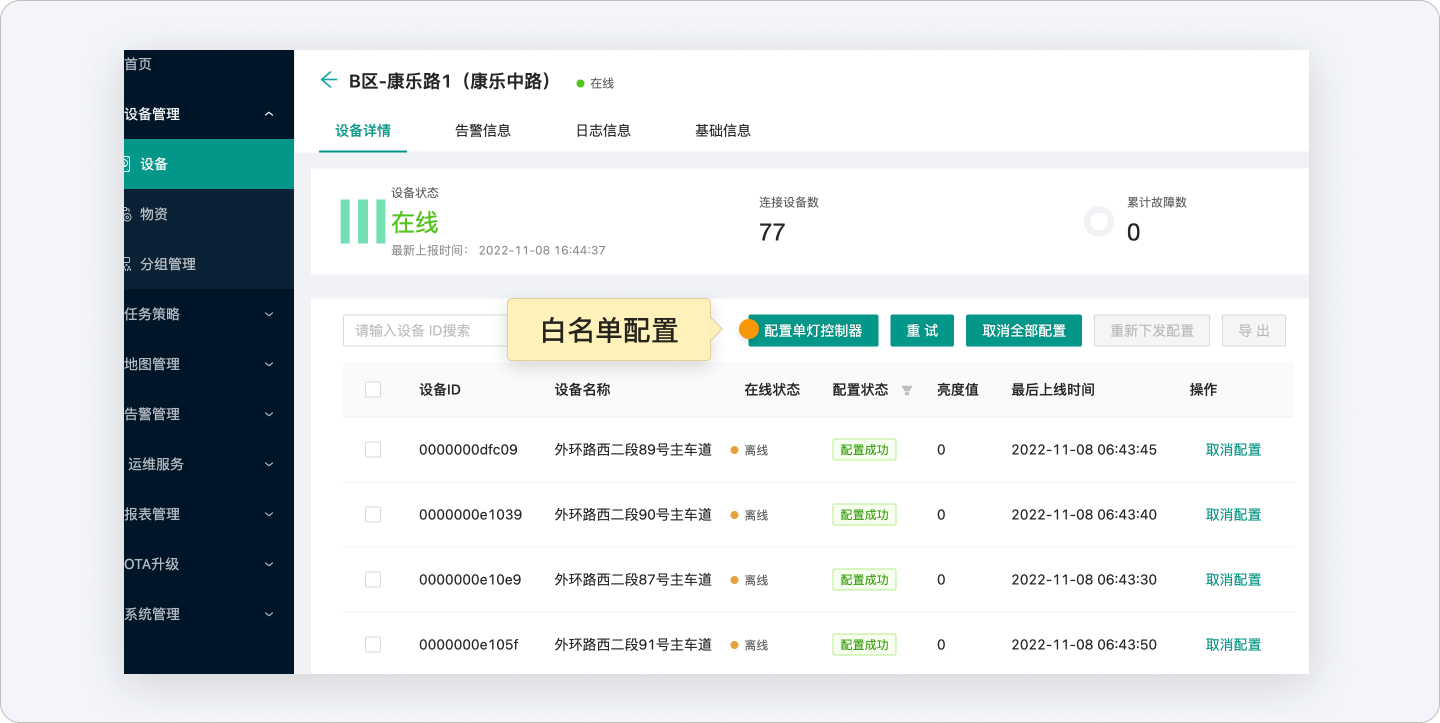 首页
设备管理
设备
物资
分组管理
任务策略
地图管理
告警管理
运维服务
报表管理
OTA升级
系统管理
B区-康乐路1（康乐中路） 在线
设备详情 告警信息 日志信息 基础信息
设备状态
在线
最新上报时间： 2022-11-08 16:44:37
连接设备数
77
累计故障数
0
请输入设备 ID搜索
白名单配置
配置单灯控制器 重 试 取消全部配置 重新下发配置 导 出
设备ID 设备名称 在线状态 配置状态 亮度值 最后上线时间 操作
0000000dfc09 外环路西二段89号主车道 离线 配置成功 0 2022-11-08 06:43:45 取消配置
0000000e1039 外环路西二段90号主车道 离线 配置成功 0 2022-11-08 06:43:40 取消配置
0000000e10e9 外环路西二段87号主车道 离线 配置成功 0 2022-11-08 06:43:30 取消配置
0000000e105f 外环路西二段91号主车道 离线 配置成功 0 2022-11-08 06:43:50 取消配置